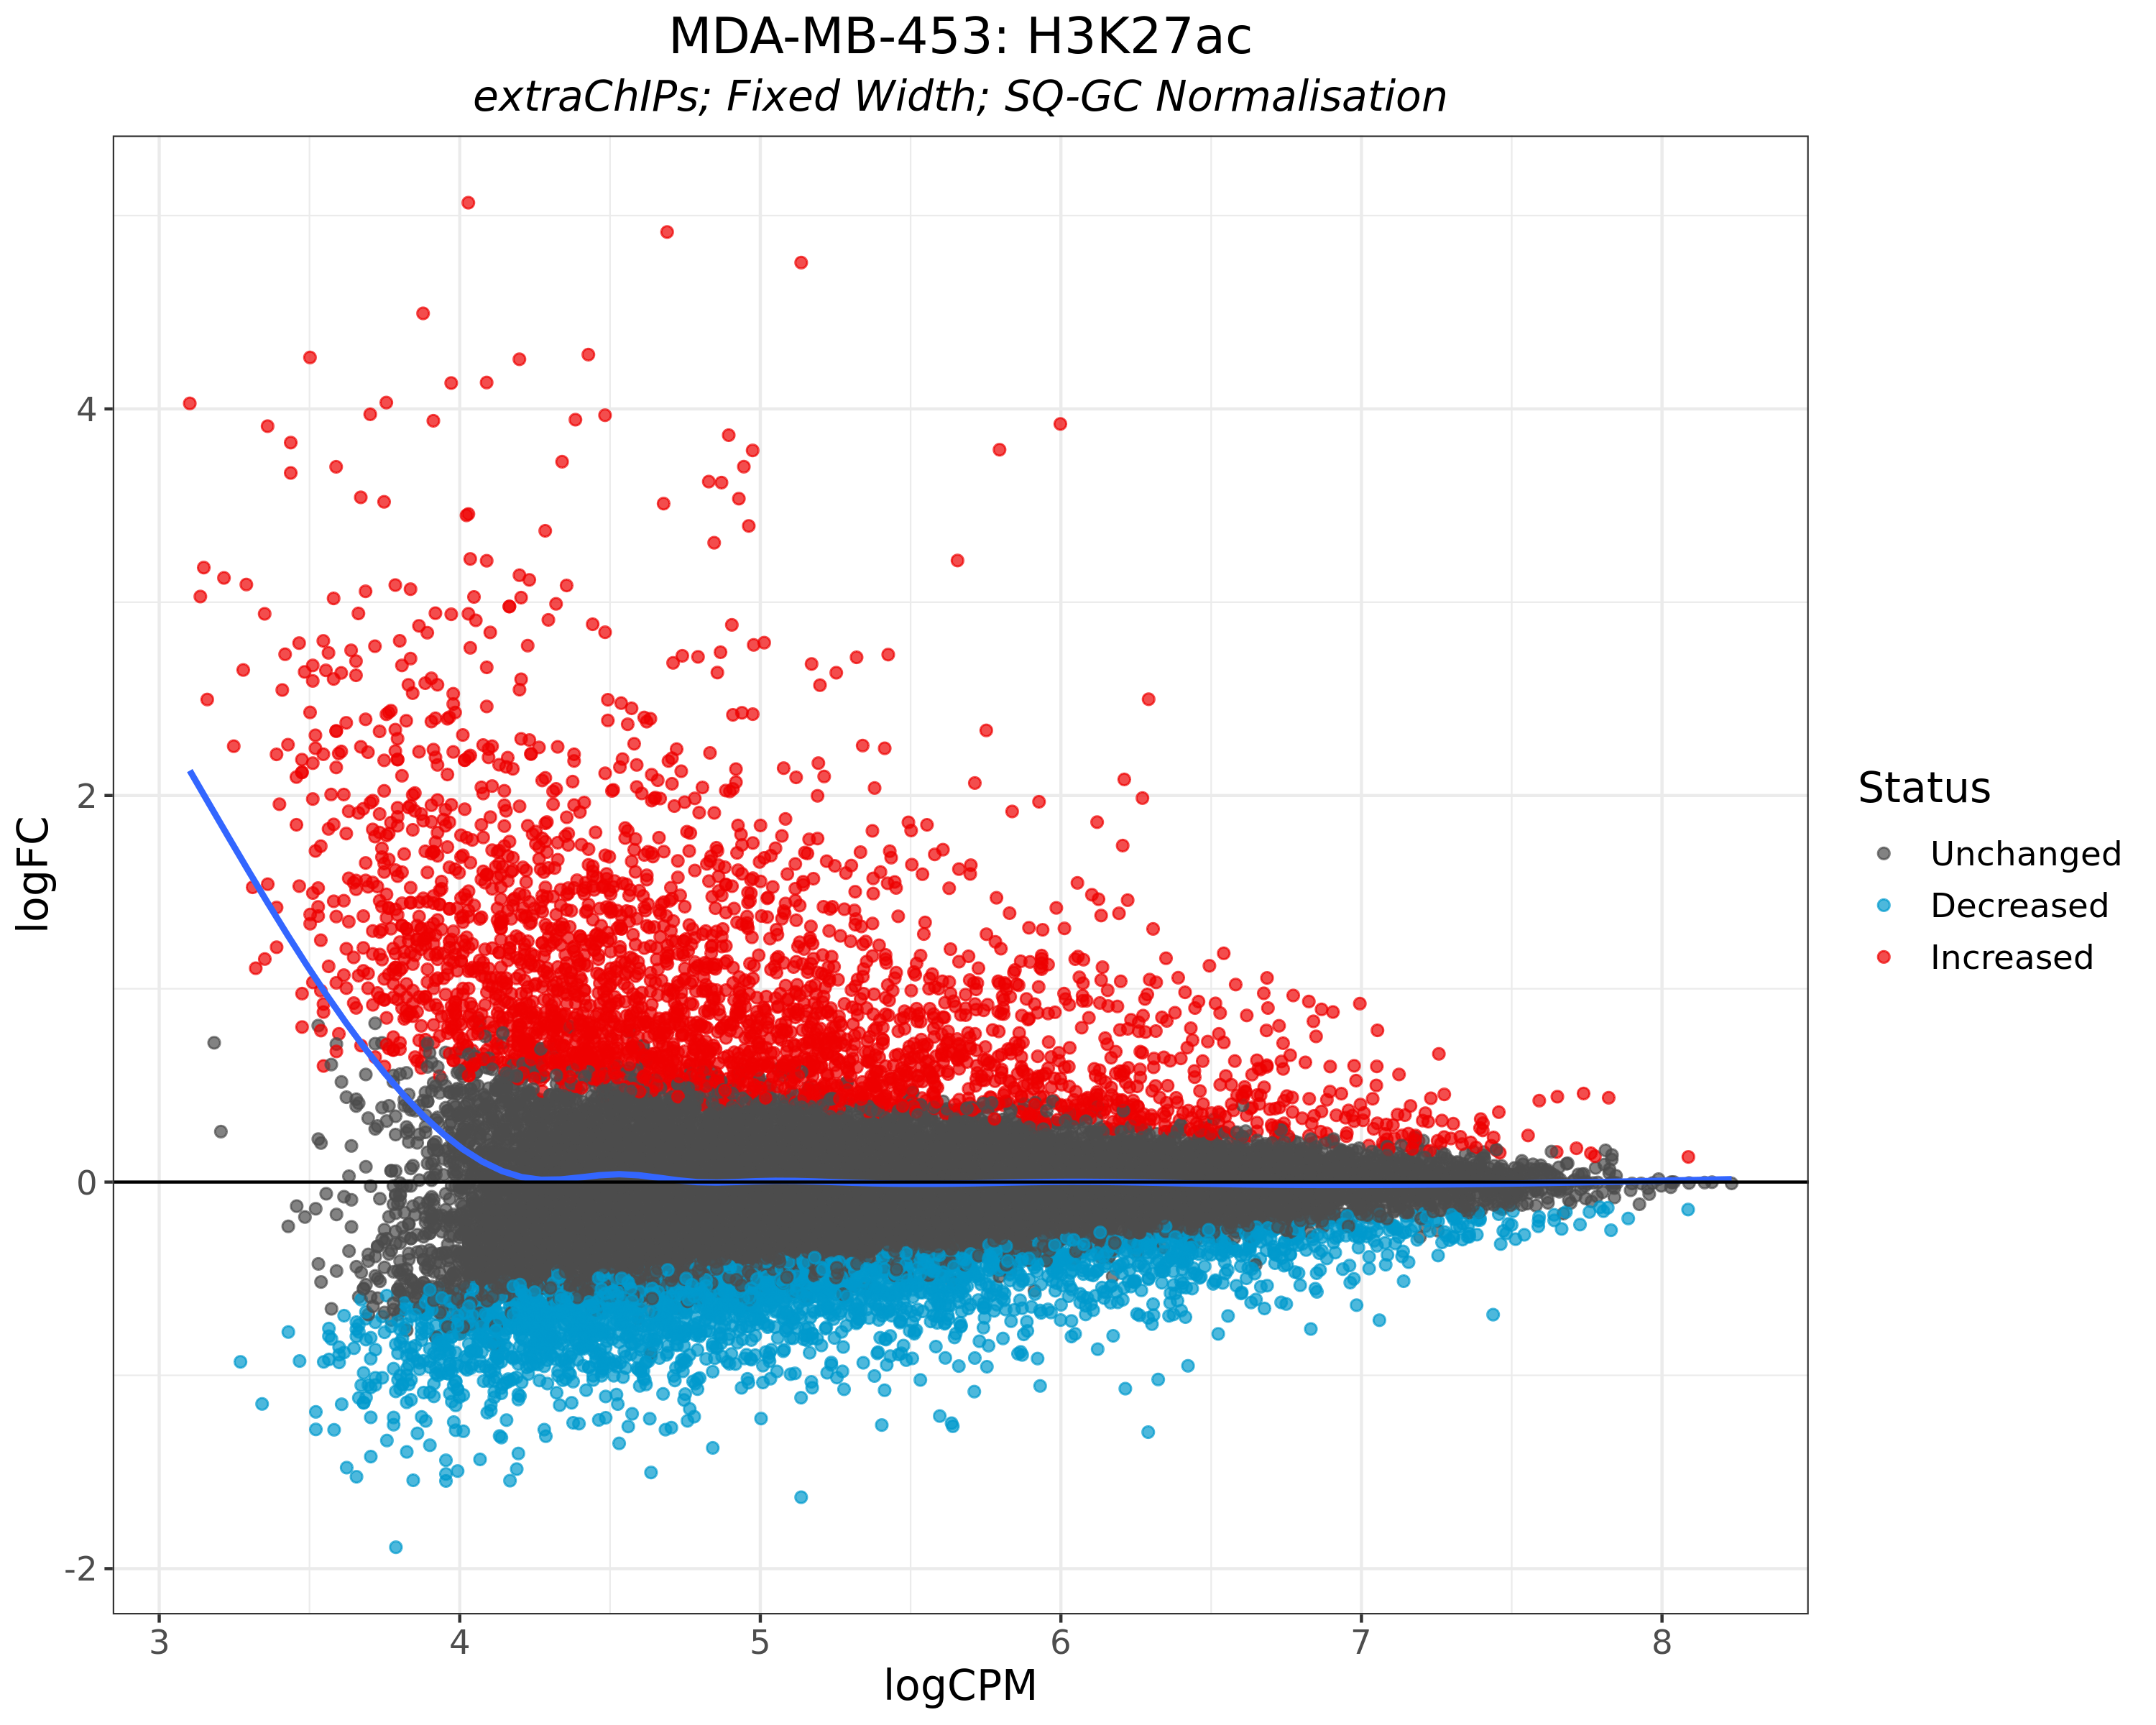 MDA-MB-453: H3K27ac
extraChIPs; Fixed Width; SQ-GC Normalisation
logFC
4
2
0
-2
3 4 5 6 7 8
logCPM
Status
Unchanged
Decreased
Increased